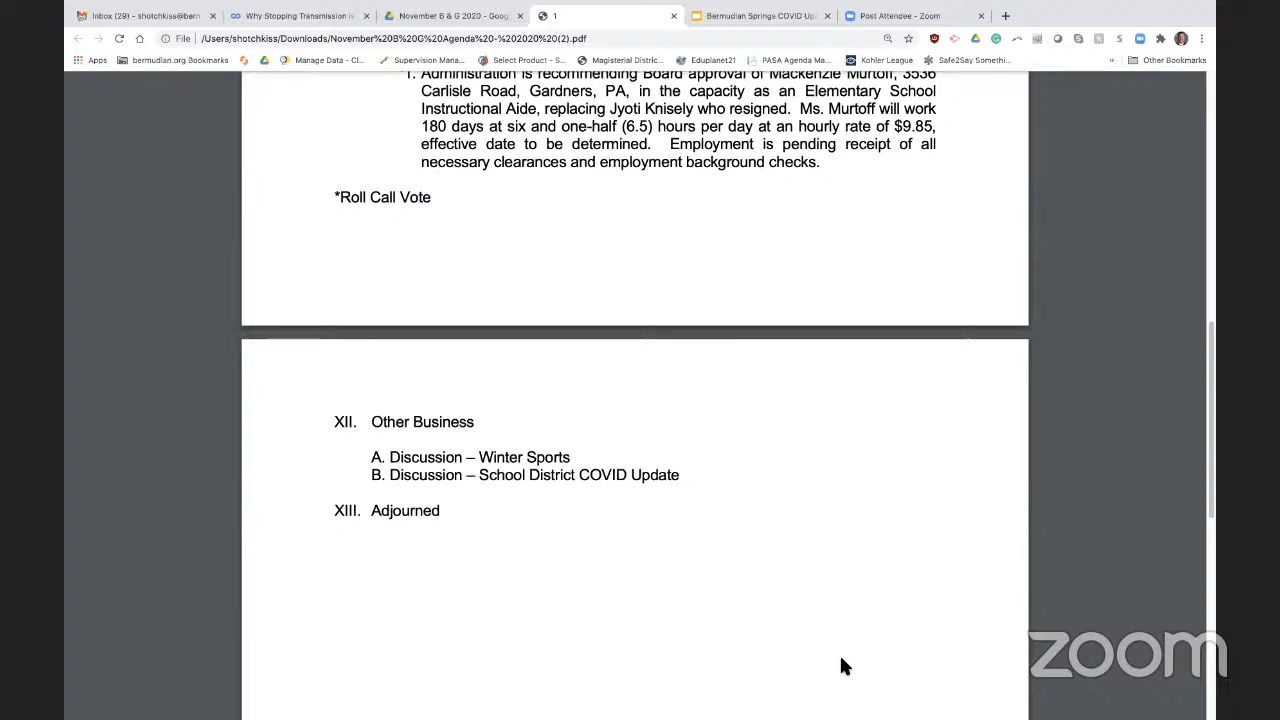 Inbox (29) - shotchkiss@berm
Why Stopping Transmission is
November B & G 2020 - Goog
1
Bermudian Springs COVID Upd
Post Attendee - Zoom
File
/Users/shotchkiss/Downloads/November%20B%20G%20Agenda%20-%202020%20(2).pdf
Apps
bermudian.org Bookmarks
Manage Data - Cl...
Supervision Mana...
Select Product - S...
Magisterial Distric...
Eduplanet21
PASA Agenda Ma...
Kohler League
Safe2Say Somethi...
»
Other Bookmarks
1. Administration is recommending Board approval of Mackenzie Murtoff, 3536
Carlisle Road, Gardners, PA, in the capacity as an Elementary School
Instructional Aide, replacing Jyoti Knisely who resigned. Ms. Murtoff will work
180 days at six and one-half (6.5) hours per day at an hourly rate of $9.85,
effective date to be determined. Employment is pending receipt of all
necessary clearances and employment background checks.
*Roll Call Vote
XII. Other Business
A. Discussion – Winter Sports
B. Discussion – School District COVID Update
XIII. Adjourned
zoom